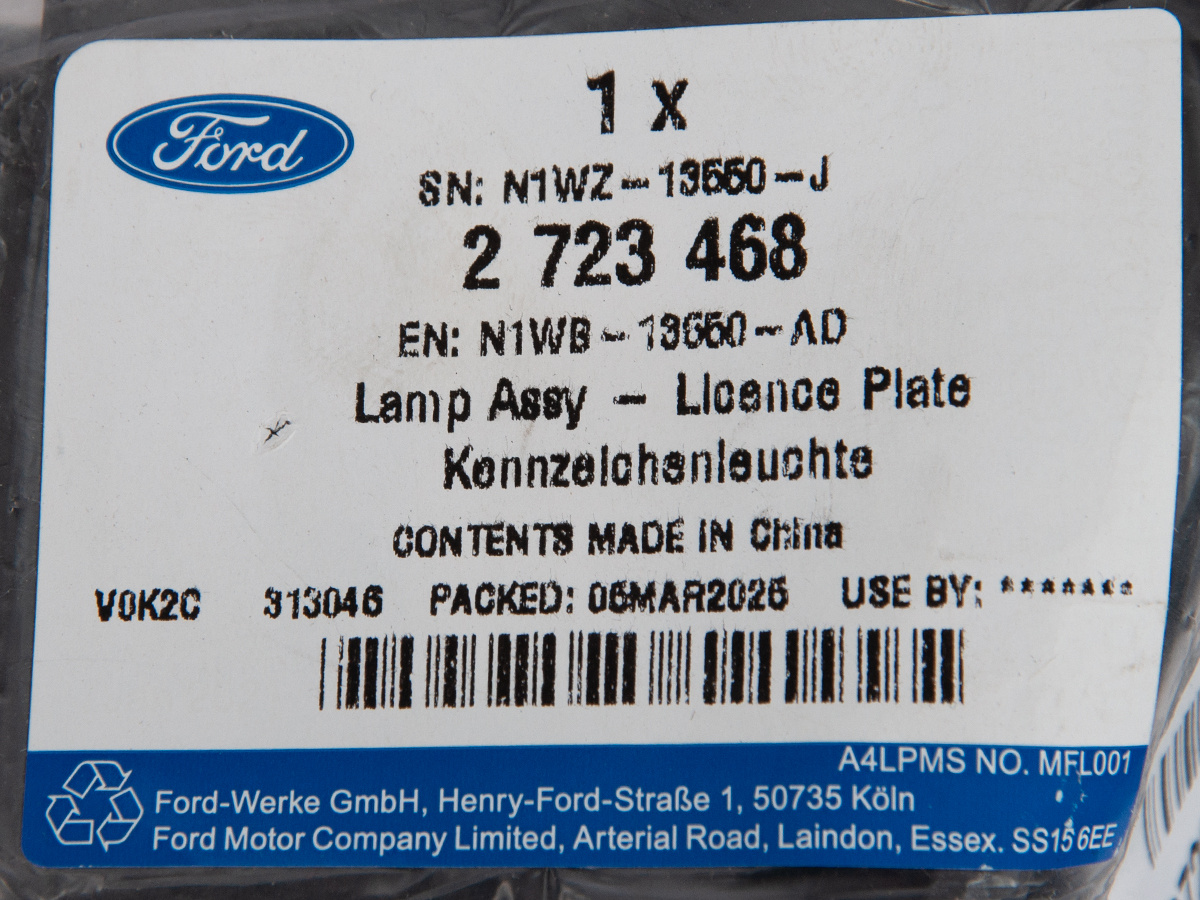 Ford
1 x
SN: N1WZ-13550-J
2 723 468
EN: N1WB-13550-AD
Lamp Assy - Licence Plate
Kennzeichenleuchte
CONTENTS MADE IN China
V0K2C 313046 PACKED: 05MAR2025 USE BY: *******
A4LPMS NO. MFL001
Ford-Werke GmbH, Henry-Ford-Straße 1, 50735 Köln
Ford Motor Company Limited, Arterial Road, Laindon, Essex. SS15 6EE